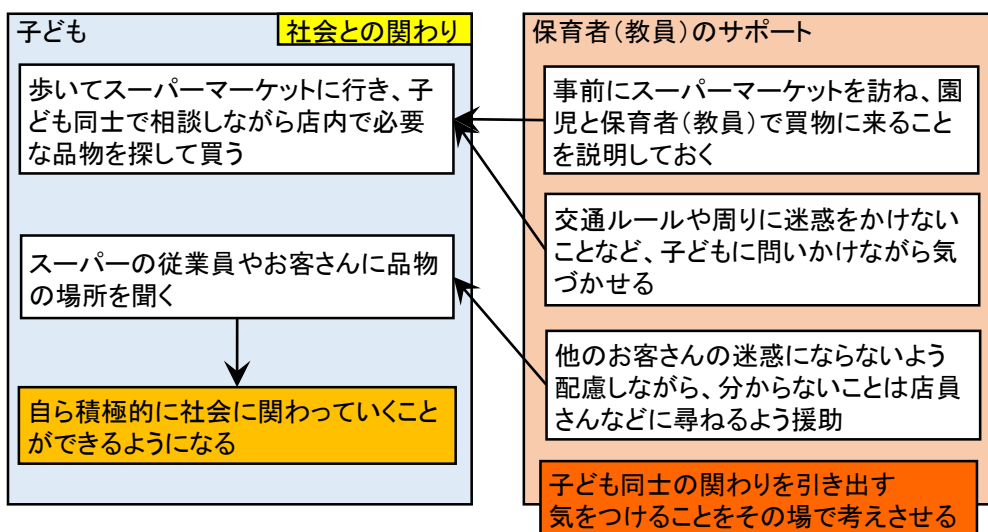 子ども
社会との関わり
歩いてスーパーマーケットに行き、子
ども同士で相談しながら店内で必要
な品物を探して買う
スーパーの従業員やお客さんに品物
の場所を聞く
自ら積極的に社会に関わっていくこと
ができるようになる
保育者(教員)のサポート
事前にスーパーマーケットを訪ね、園
児と保育者(教員)で買物に来ること
を説明しておく
交通ルールや周りに迷惑をかけない
ことなど、子どもに問いかけながら気
づかせる
他のお客さんの迷惑にならないよう
配慮しながら、分からないことは店員
さんなどに尋ねるよう援助
子ども同士の関わりを引き出す
気をつけることをその場で考えさせる